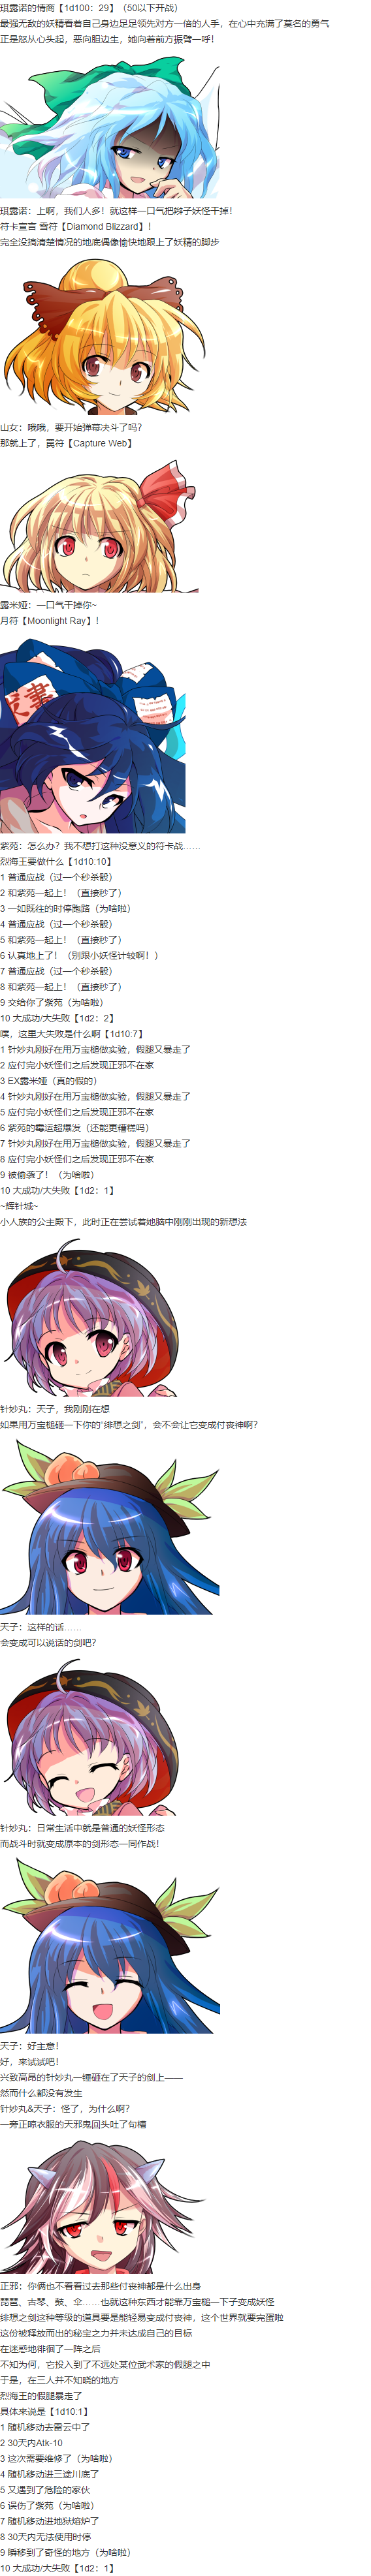 琪露诺的情商【1d100：29】（50以下开战）
最强无敌的妖精看着自己身边足足领先对方一倍的人手，在心中充满了莫名的勇气
正是怒从心头起，恶向胆边生，她向着前方振臂一呼！
琪露诺：上啊，我们人多！就这样一口气把辫子妖怪干掉！
符卡宣言 雪符【Diamond Blizzard】！
完全没搞清楚情况的地底偶像愉快地跟上了妖精的脚步
山女：哦哦，要开始弹幕决斗了吗？
那就上了，罠符【Capture Web】
露米娅：一口气干掉你~
月符【Moonlight Ray】！
紫苑：怎么办？我不想打这种没意义的符卡战……
烈海王要做什么【1d10:10】
1 普通应战（过一个秒杀骰）
2 和紫苑一起上！（直接秒了）
3 一如既往的时停跑路（为啥啦）
4 普通应战（过一个秒杀骰）
5 和紫苑一起上！（直接秒了）
6 认真地上了！（别跟小妖怪计较啊！）
7 普通应战（过一个秒杀骰）
8 和紫苑一起上！（直接秒了）
9 交给你了紫苑（为啥啦）
10 大成功/大失败【1d2：2】
噗，这里大失败是什么啊【1d10:7】
1 针妙丸刚好在用万宝槌做实验，假腿又暴走了
2 应付完小妖怪们之后发现正邪不在家
3 EX露米娅（真的假的）
4 针妙丸刚好在用万宝槌做实验，假腿又暴走了
5 应付完小妖怪们之后发现正邪不在家
6 紫苑的霉运超爆发（还能更糟糕吗）
7 针妙丸刚好在用万宝槌做实验，假腿又暴走了
8 应付完小妖怪们之后发现正邪不在家
9 被偷袭了！（为啥啦）
10 大成功/大失败【1d2：1】
~辉针城~
小人族的公主殿下，此时正在尝试着她脑中刚刚出现的新想法
针妙丸：天子，我刚刚在想
如果用万宝槌砸一下你的“绯想之剑”，会不会让它变成付丧神啊？
天子：这样的话……
会变成可以说话的剑吧？
针妙丸：日常生活中就是普通的妖怪形态
而战斗时就变成原本的剑形态一同作战！
天子：好主意！
好，来试试吧！
兴致高昂的针妙丸一锤砸在了天子的剑上——
然而什么都没有发生
针妙丸&天子：怪了，为什么啊？
一旁正晾衣服的天邪鬼回头吐了句槽
正邪：你俩也不看看过去那些付丧神都是什么出身
琵琶、古琴、鼓、伞……也就这种东西才能靠万宝槌一下子变成妖怪
绯想之剑这种等级的道具要是能轻易变成付丧神，这个世界就要完蛋啦
这份被释放而出的秘宝之力并未达成自己的目标
在迷惑地徘徊了一阵之后
不知为何，它投入到了不远处某位武术家的假腿之中
于是，在三人并不知晓的地方
烈海王的假腿暴走了
具体来说是【1d10:1】
1 随机移动去雷云中了
2 30天内Atk-10
3 这次需要维修了（为啥啦）
4 随机移动进三途川底了
5 又遇到了危险的家伙
6 误伤了紫苑（为啥啦）
7 随机移动进地狱熔炉了
8 30天内无法使用时停
9 瞬移到了奇怪的地方（为啥啦）
10 大成功/大失败【1d2：1】